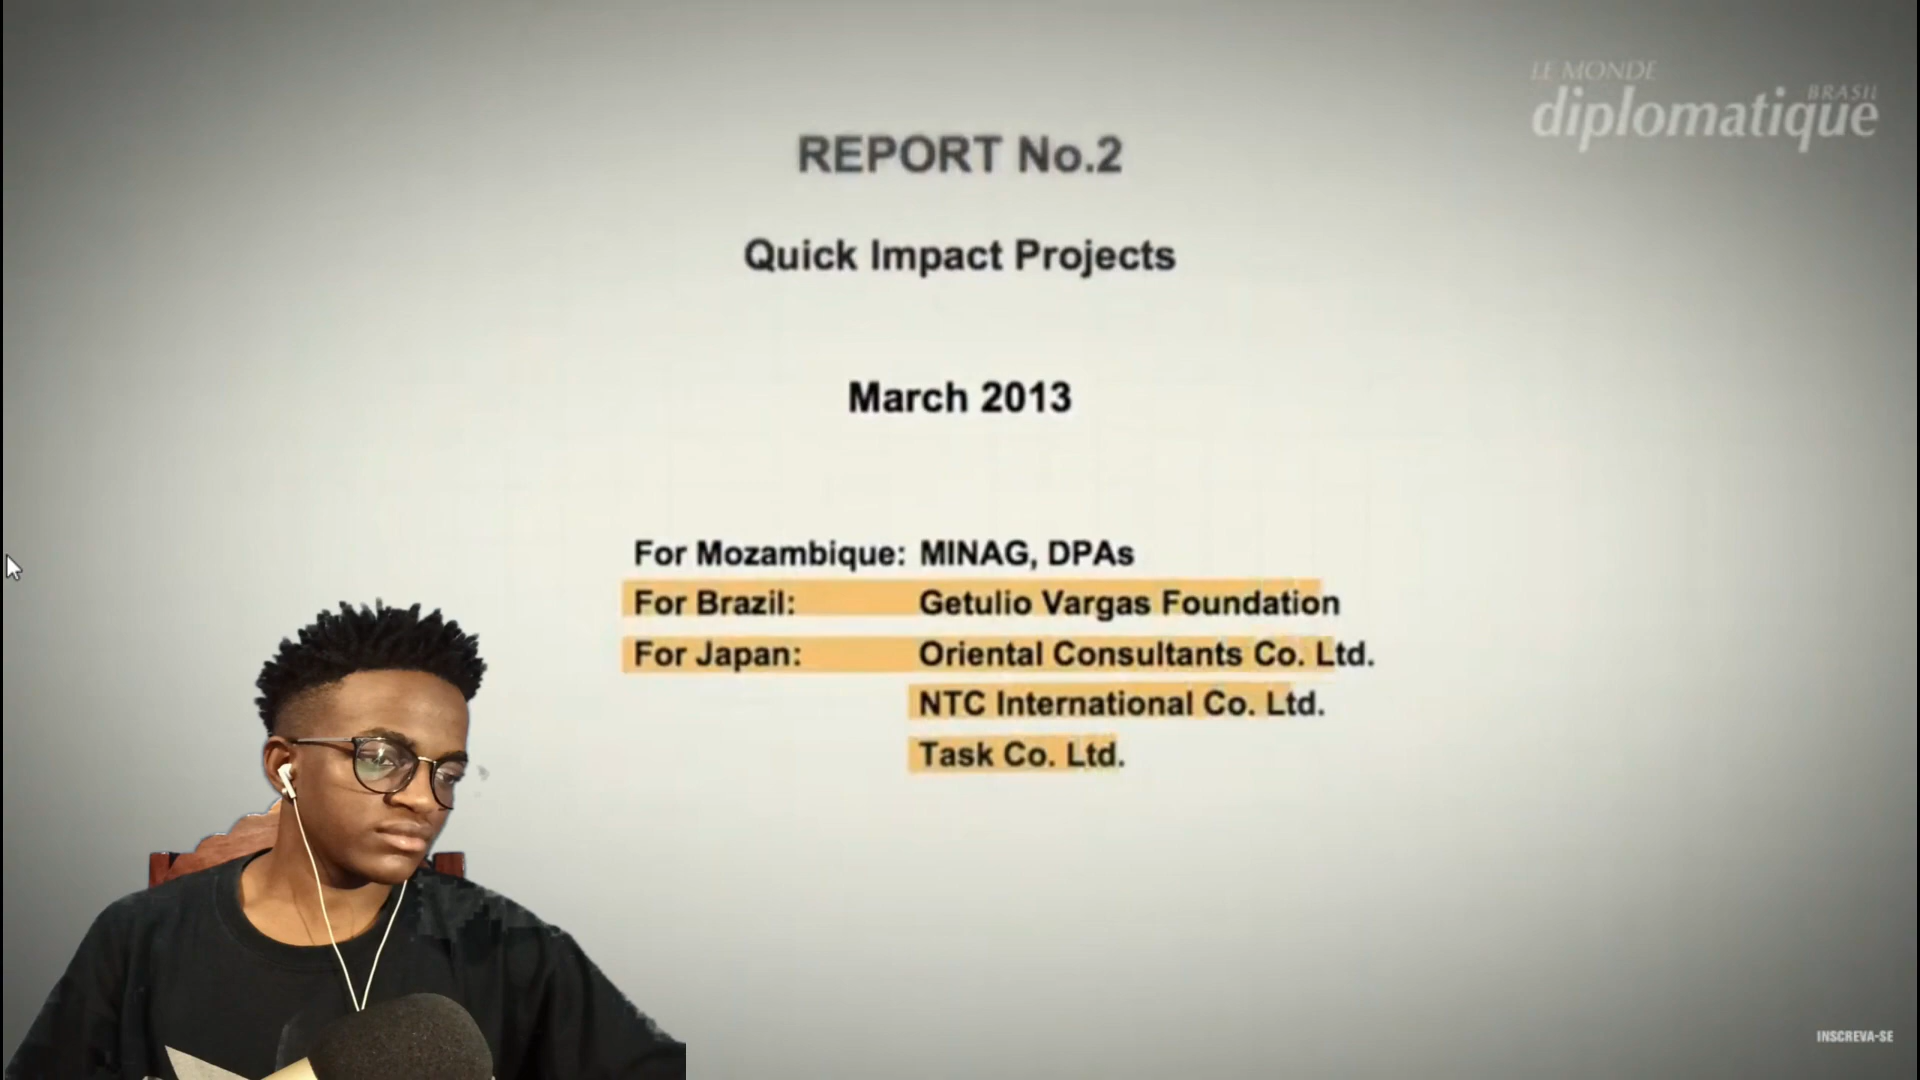 LE MONDE
diplomatique
BRASIL
REPORT No.2
Quick Impact Projects
March 2013
For Mozambique: MINAG, DPAs
For Brazil: Getulio Vargas Foundation
For Japan: Oriental Consultants Co. Ltd.
NTC International Co. Ltd.
Task Co. Ltd.
INSCREVA-SE